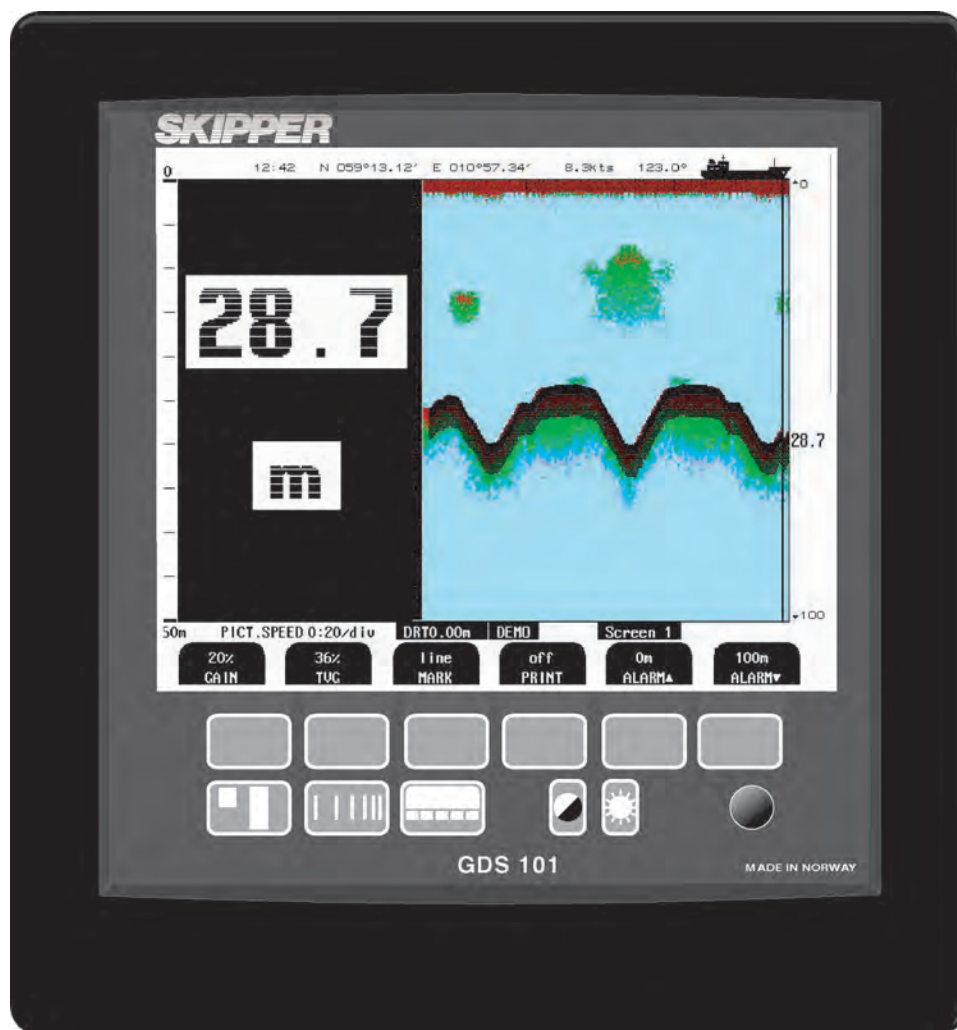 SKIPPER
0 12:42 N 059°13.12′ E 010°57.34′ 8.3kts 123.0°
0
28.7
28.7
m
100
50m PICT.SPEED 0:20/div DRT0.00m DEMO Screen 1
20% 36% line off 0m 100m
GAIN TVG MARK PRINT ALARM▲ ALARM▼
GDS 101
MADE IN NORWAY